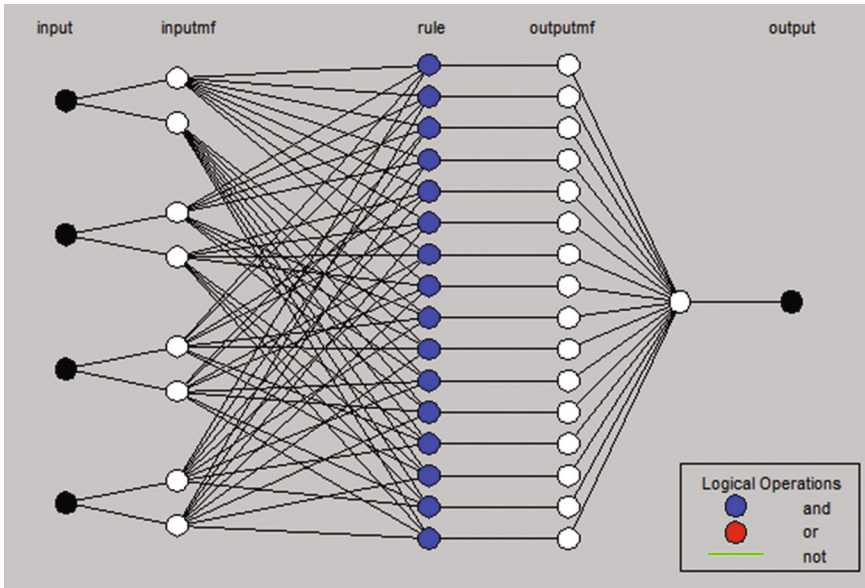 input inputmf rule outputmf output
Logical Operations
and
or
not